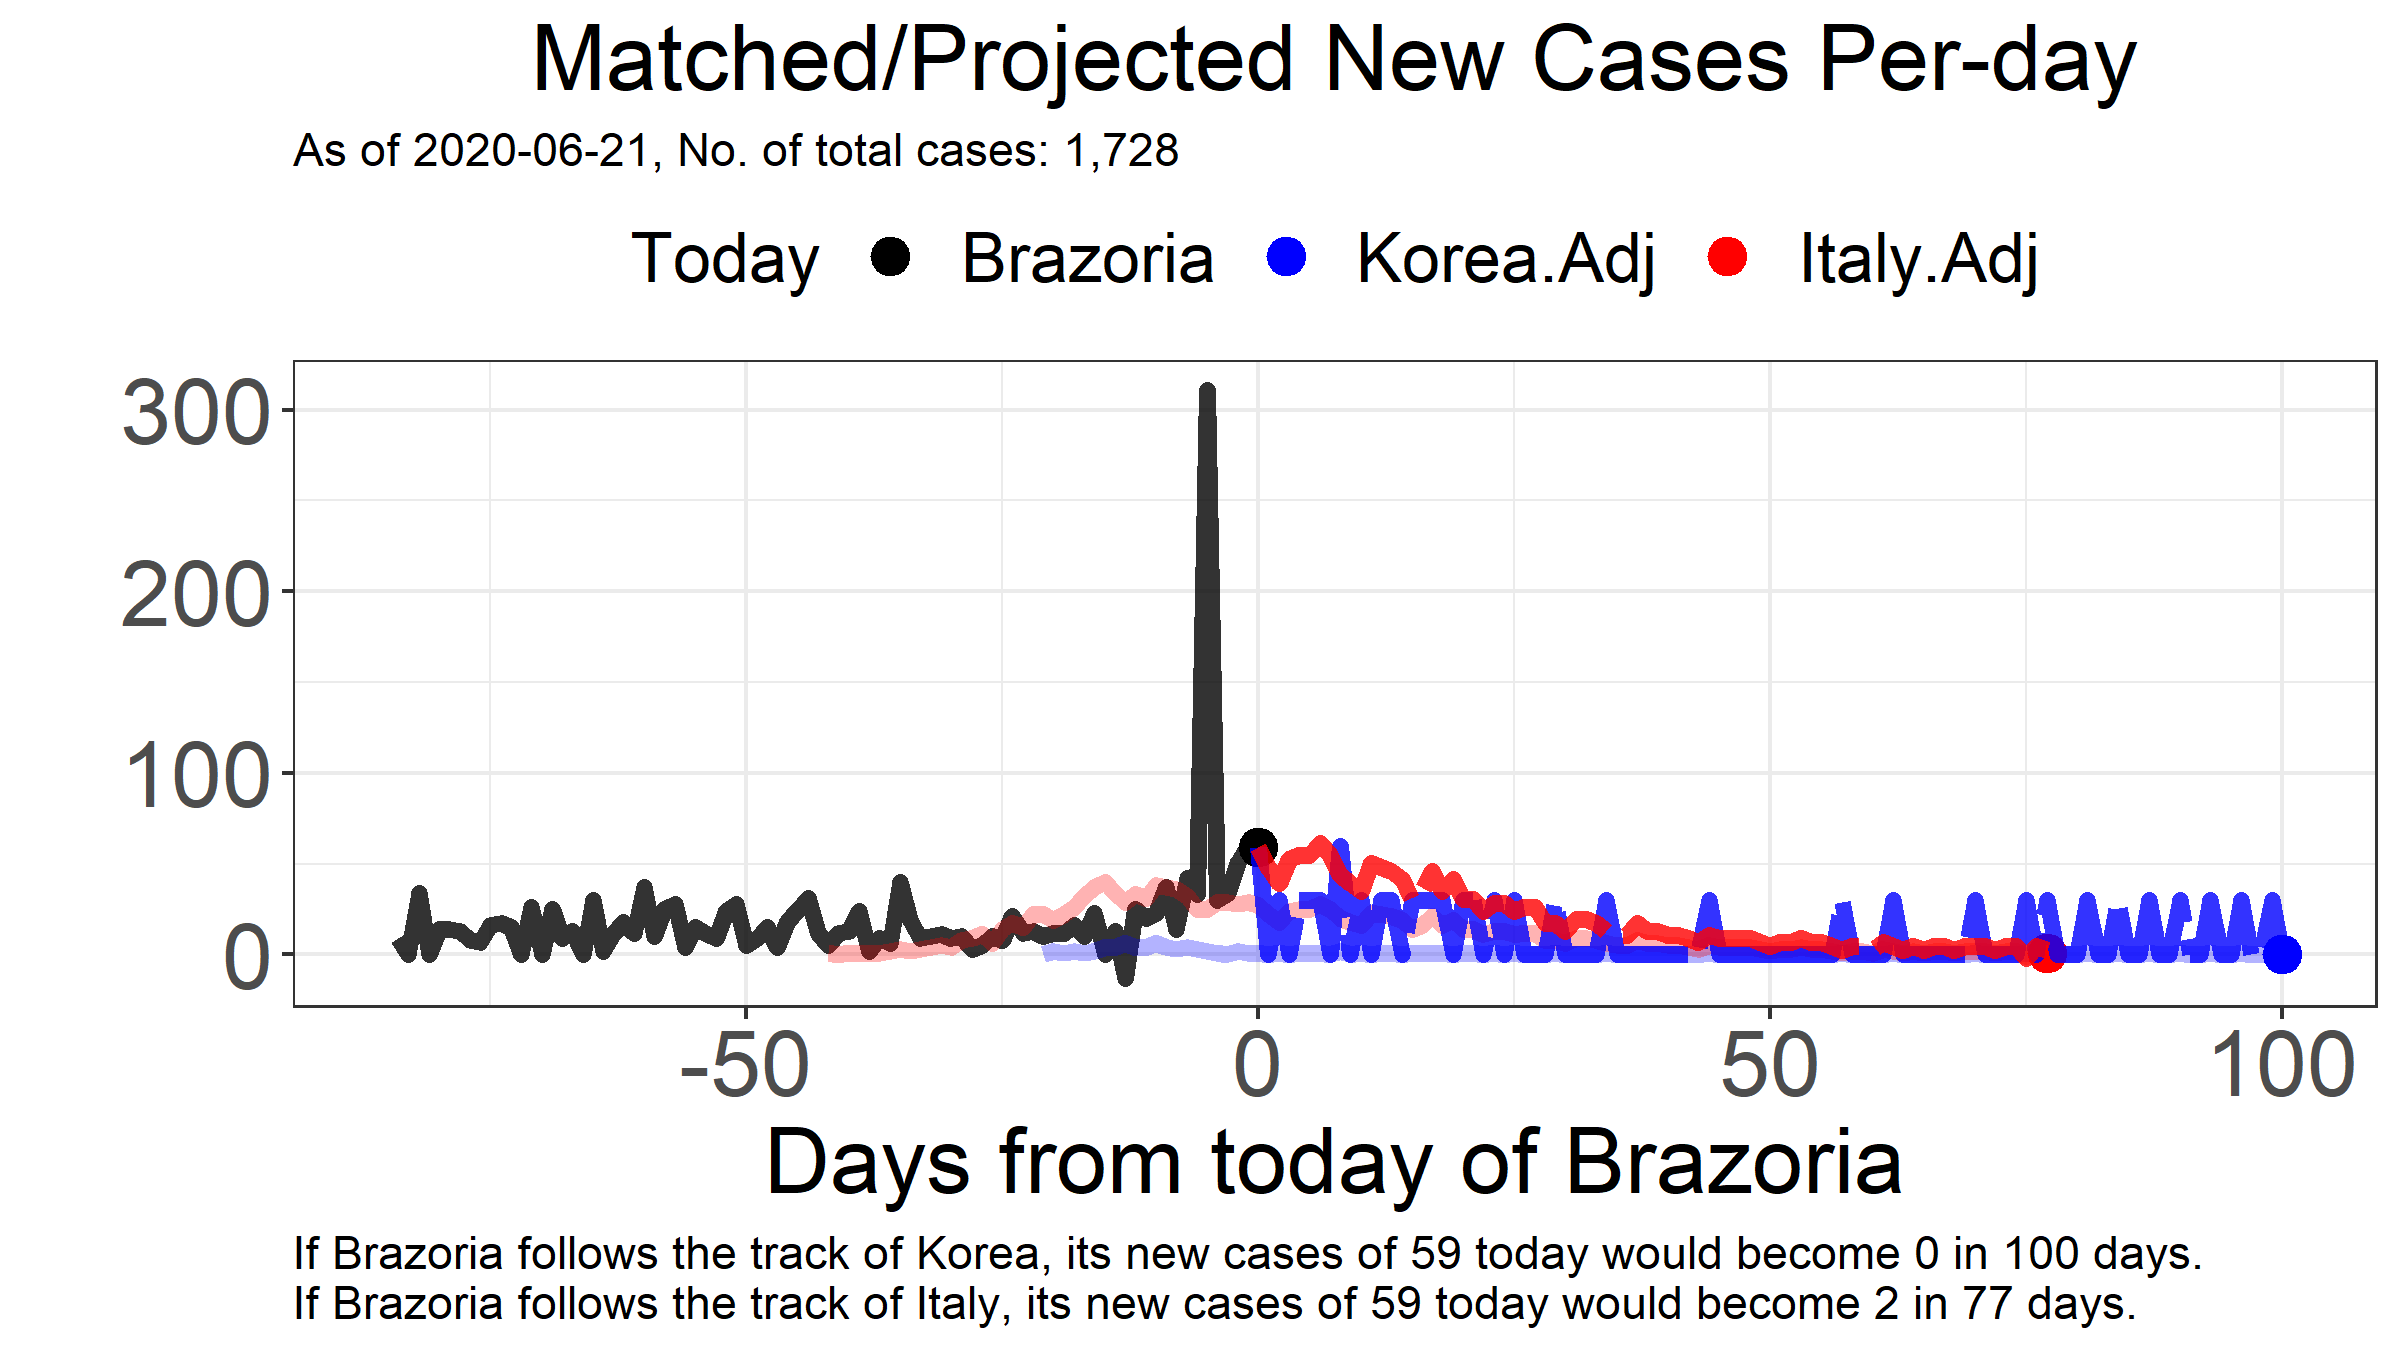 Matched/Projected New Cases Per-day
As of 2020-06-21, No. of total cases: 1,728
Today Brazoria Korea.Adj Italy.Adj
300
200
100
0
-50 0 50 100
Days from today of Brazoria
If Brazoria follows the track of Korea, its new cases of 59 today would become 0 in 100 days.
If Brazoria follows the track of Italy, its new cases of 59 today would become 2 in 77 days.